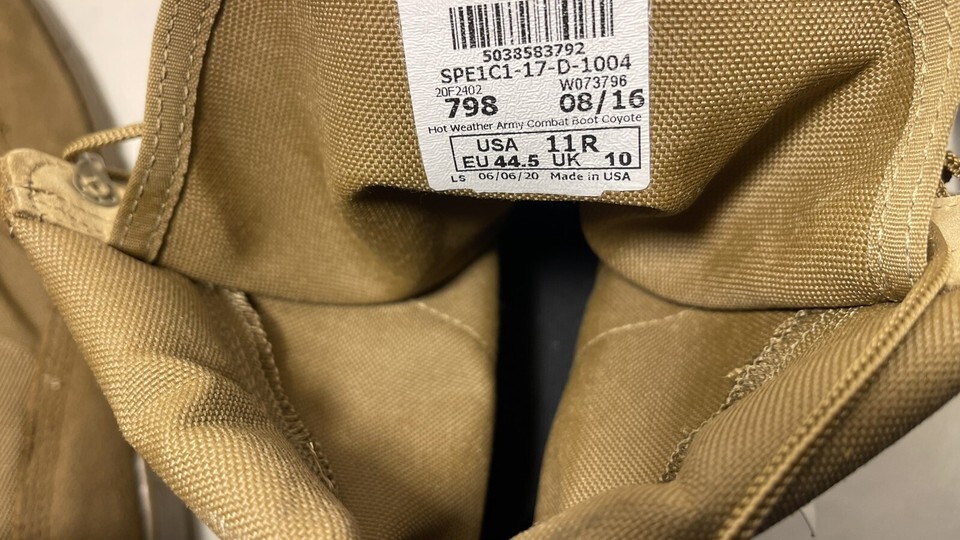 5038583792
SPE1C1-17-D-1004
20F2402 W073796
798 08/16
Hot Weather Army Combat Boot Coyote
USA 11R
EU 44.5 UK 10
LS 06/06/20 Made in USA